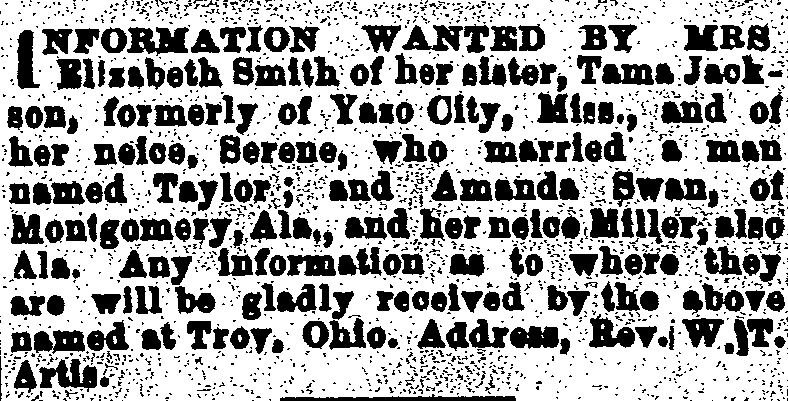 INFORMATION WANTED BY MRS
Elizabeth Smith of her sister, Tama Jack-
son, formerly of Yazo City, Miss., and of
her neice, Serene, who married a man
named Taylor; and Amanda Swan, of
Montgomery, Ala., and her neice Miller, also
Ala. Any information as to where they
are will be gladly received by the above
named at Troy, Ohio. Address, Rev. W. T.
Artis.